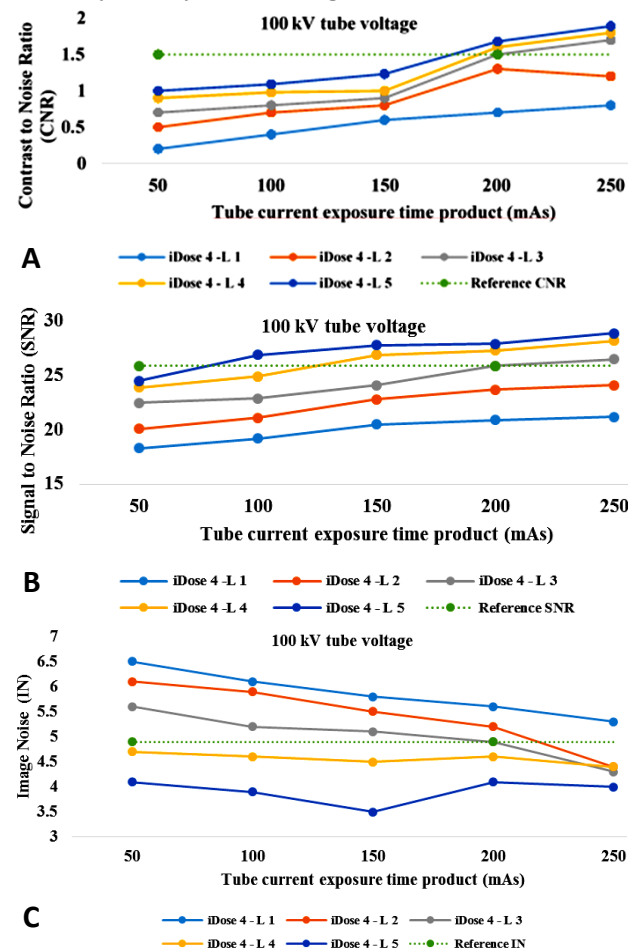 100 kV tube voltage
Contrast to Noise Ratio
(CNR)
2
1.5
1
0.5
0
50 100 150 200 250
Tube current exposure time product (mAs)
A
iDose 4 -L 1 iDose 4 -L 2 iDose 4 -L 3
iDose 4 - L 4 iDose 4 -L 5 Reference CNR
100 kV tube voltage
Signal to Noise Ratio (SNR)
30
25
20
15
50 100 150 200 250
Tube current exposure time product (mAs)
B
iDose 4 -L 1 iDose 4 -L 2 iDose 4 - L 3
iDose 4 -L 4 iDose 4 - L 5 Reference SNR
100 kV tube voltage
Image Noise (IN)
7
6.5
6
5.5
5
4.5
4
3.5
3
50 100 150 200 250
Tube current exposure time product (mAs)
C
iDose 4 - L 1 iDose 4 - L 2 iDose 4 - L 3
iDose 4 - L 4 iDose 4 - L 5 Reference IN